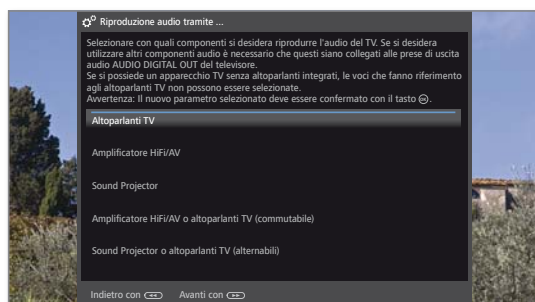 Riproduzione audio tramite ...
Selezionare con quali componenti si desidera riprodurre l'audio del TV. Se si desidera
utilizzare altri componenti audio è necessario che questi siano collegati alle prese di uscita
audio AUDIO DIGITAL OUT del televisore.
Se si possiede un apparecchio TV senza altoparlanti integrati, le voci che fanno riferimento
agli altoparlanti TV non possono essere selezionate.
Avvertenza: Il nuovo parametro selezionato deve essere confermato con il tasto OK.
Altoparlanti TV
Amplificatore HiFi/AV
Sound Projector
Amplificatore HiFi/AV o altoparlanti TV (commutabile)
Sound Projector o altoparlanti TV (alternabili)
Indietro con Avanti con